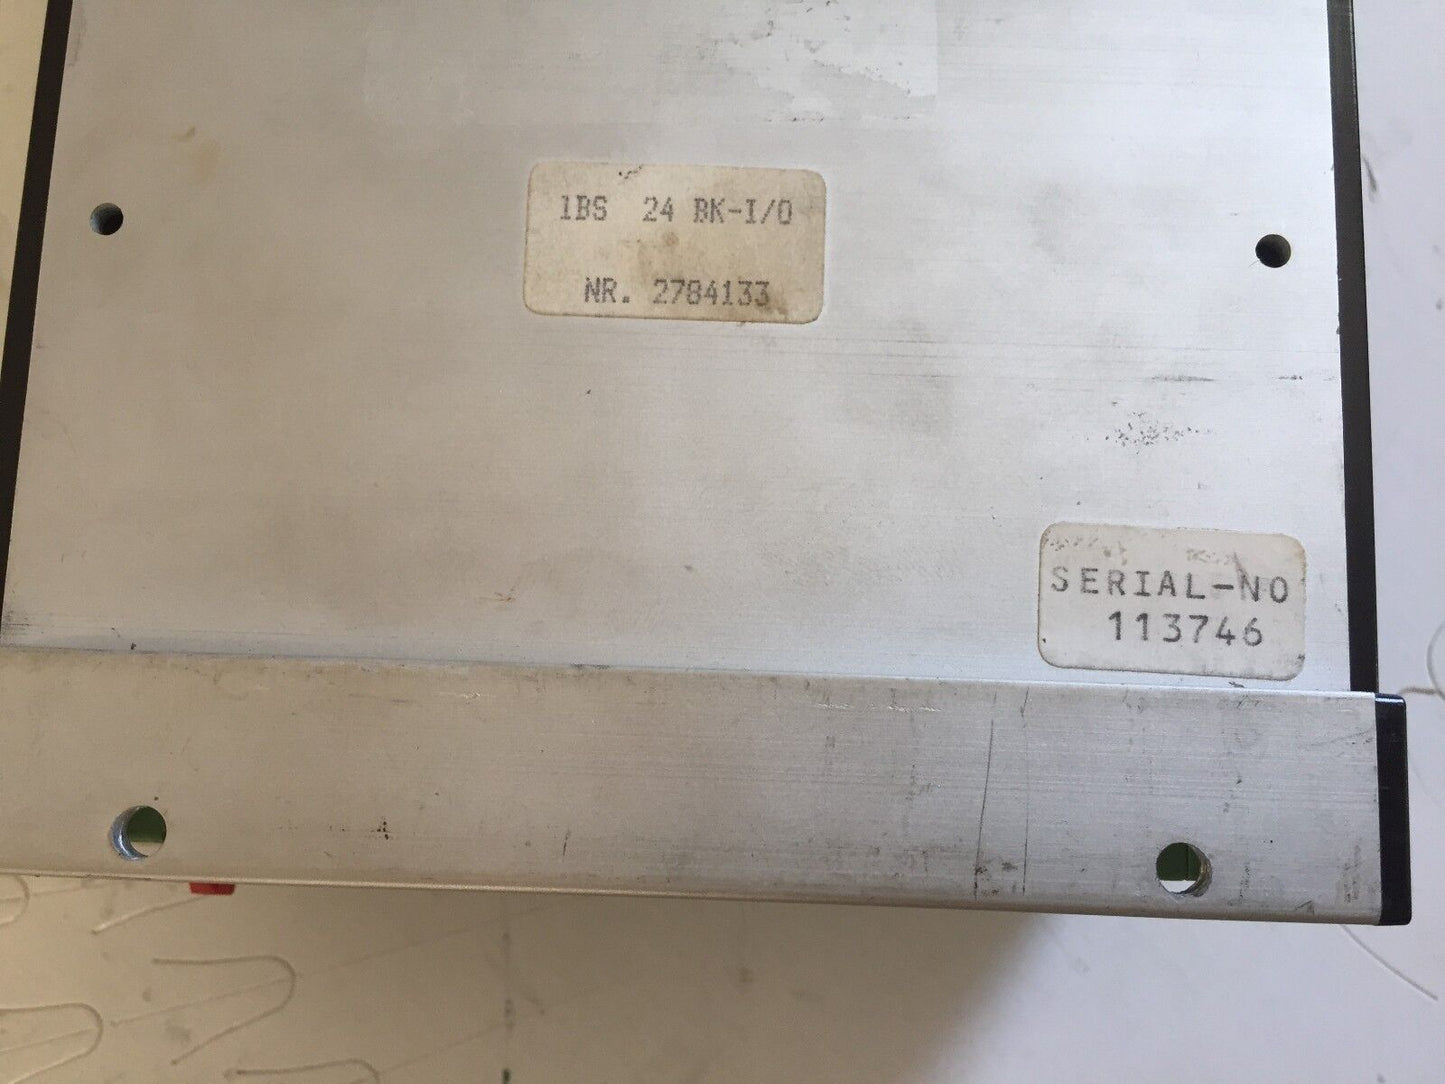 IBS 24 BK-I/O
NR. 2784133
SERIAL-NO
113746